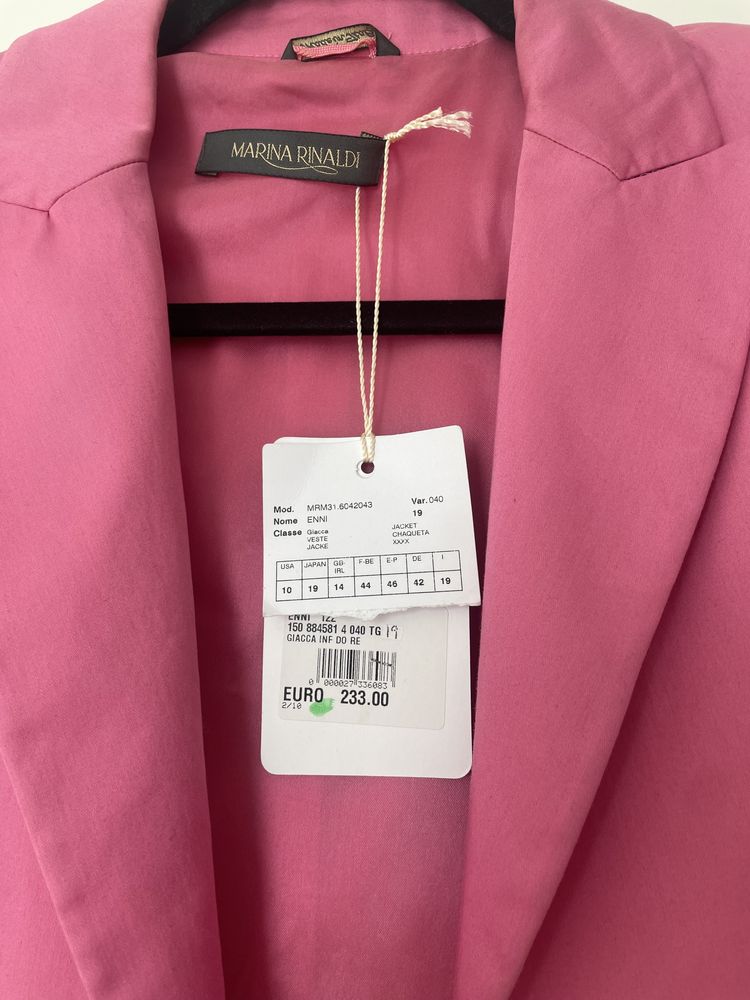 MARINA RINALDI
Mod. MRM31.6042043 Var. 040
Nome ENNI 19
Classe Giacca JACKET
VESTE CHAQUETA
JACKE XXXX
USA JAPAN GB-IRL F-BE E-P DE I
10 19 14 44 46 42 19
ENNI 122
150 884581 4 040 TG 19
GIACCA INF DO RE
0 000027 336083
EURO 233.00
2/10